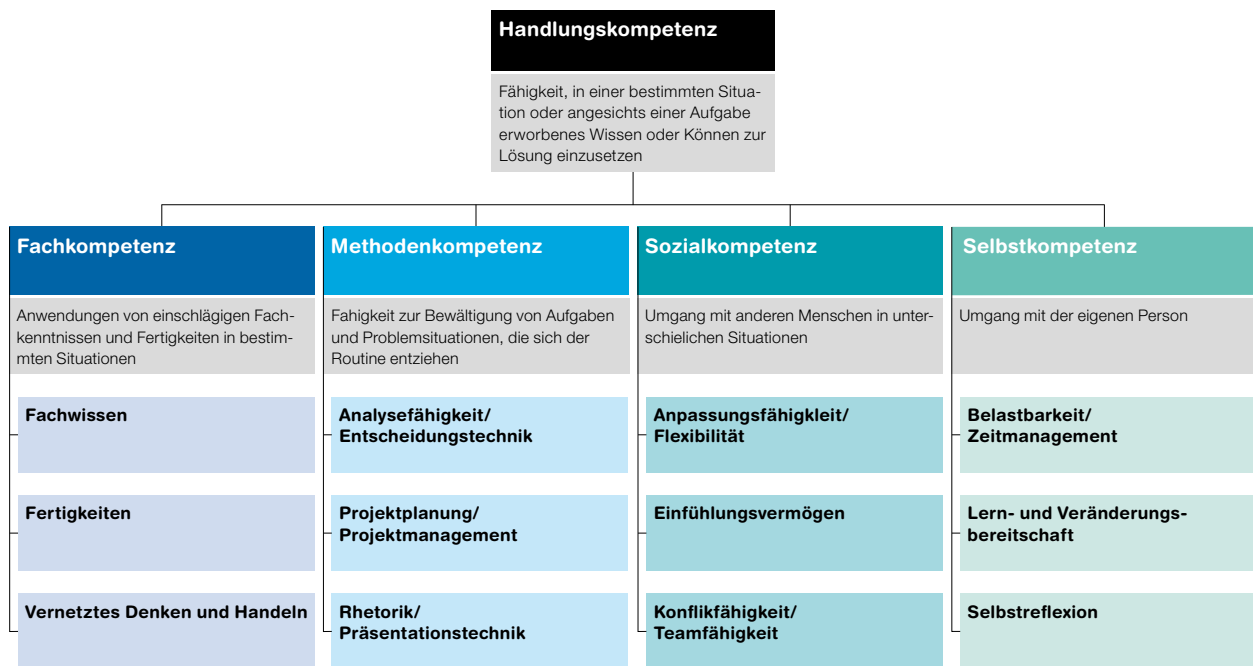 Handlungskompetenz
Fähigkeit, in einer bestimmten Situa-
tion oder angesichts einer Aufgabe
erworbenes Wissen oder Können zur
Lösung einzusetzen
Fachkompetenz
Anwendungen von einschlägigen Fach-
kenntnissen und Fertigkeiten in bestim-
mten Situationen
Fachwissen
Fertigkeiten
Vernetztes Denken und Handeln
Methodenkompetenz
Fahigkeit zur Bewältigung von Aufgaben
und Problemsituationen, die sich der
Routine entziehen
Analysefähigkeit/
Entscheidungstechnik
Projektplanung/
Projektmanagement
Rhetorik/
Präsentationstechnik
Sozialkompetenz
Umgang mit anderen Menschen in unter-
schielichen Situationen
Anpassungsfähigkleit/
Flexibilität
Einfühlungsvermögen
Konflikfähigkeit/
Teamfähigkeit
Selbstkompetenz
Umgang mit der eigenen Person
Belastbarkeit/
Zeitmanagement
Lern- und Veränderungs-
bereitschaft
Selbstreflexion